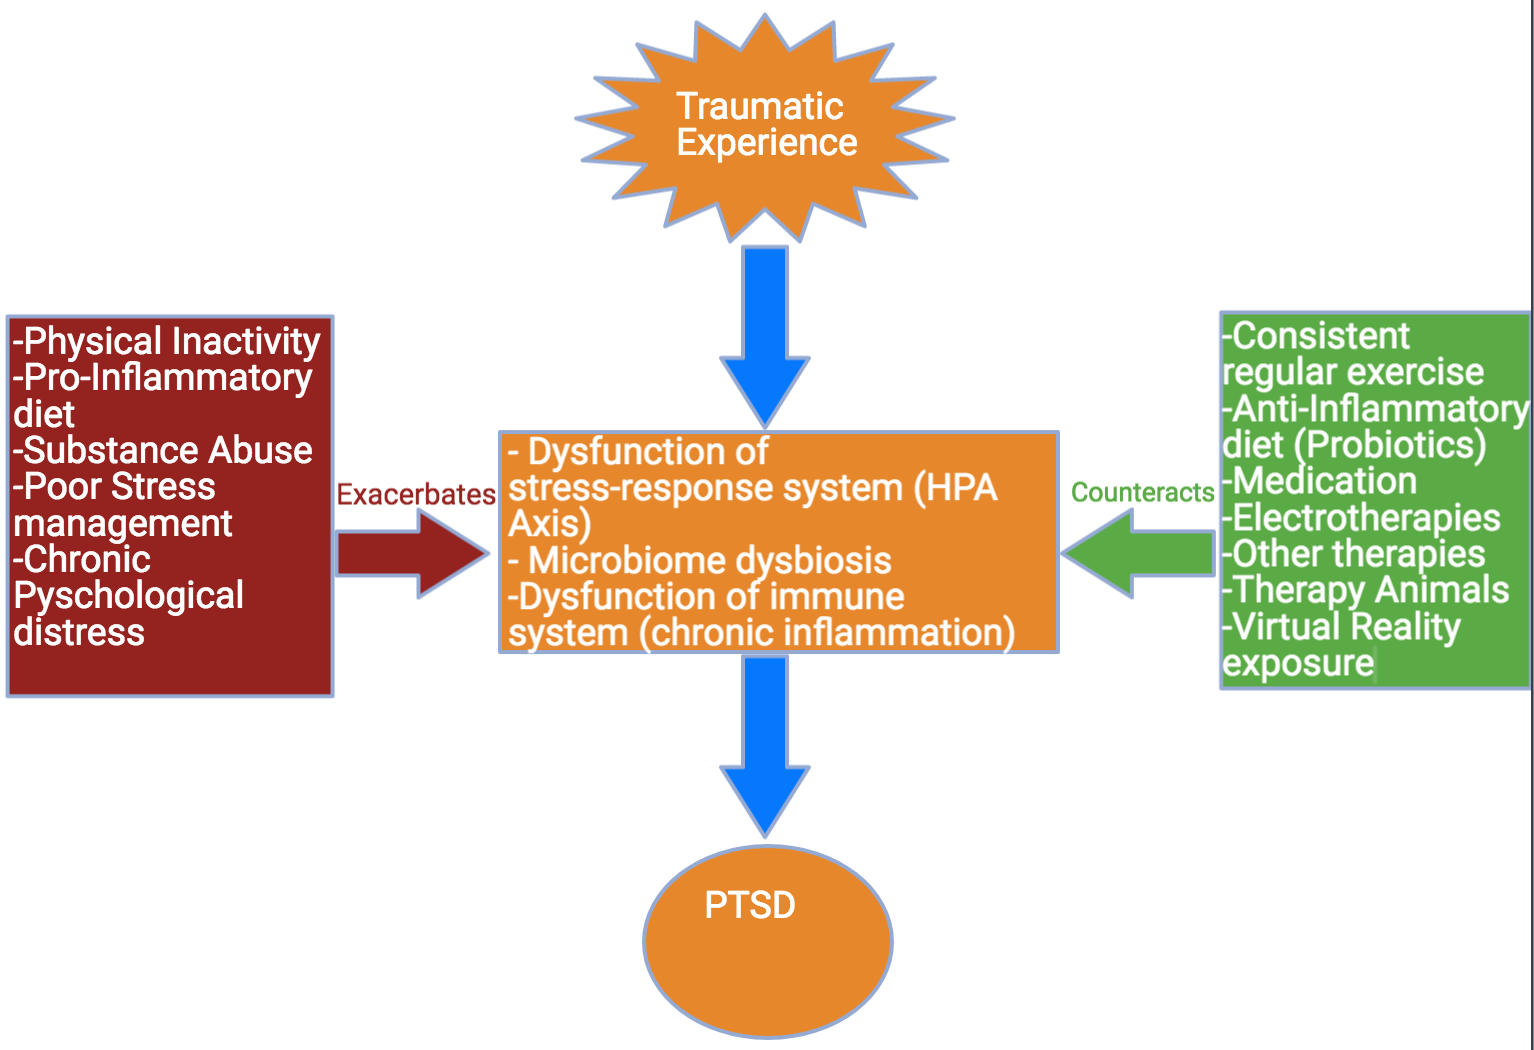 Traumatic
Experience
-Physical Inactivity
-Pro-Inflammatory
diet
-Substance Abuse
-Poor Stress
management
-Chronic
Pyschological
distress
Exacerbates
- Dysfunction of
stress-response system (HPA
Axis)
- Microbiome dysbiosis
-Dysfunction of immune
system (chronic inflammation)
Counteracts
-Consistent
regular exercise
-Anti-Inflammatory
diet (Probiotics)
-Medication
-Electrotherapies
-Other therapies
-Therapy Animals
-Virtual Reality
exposure
PTSD